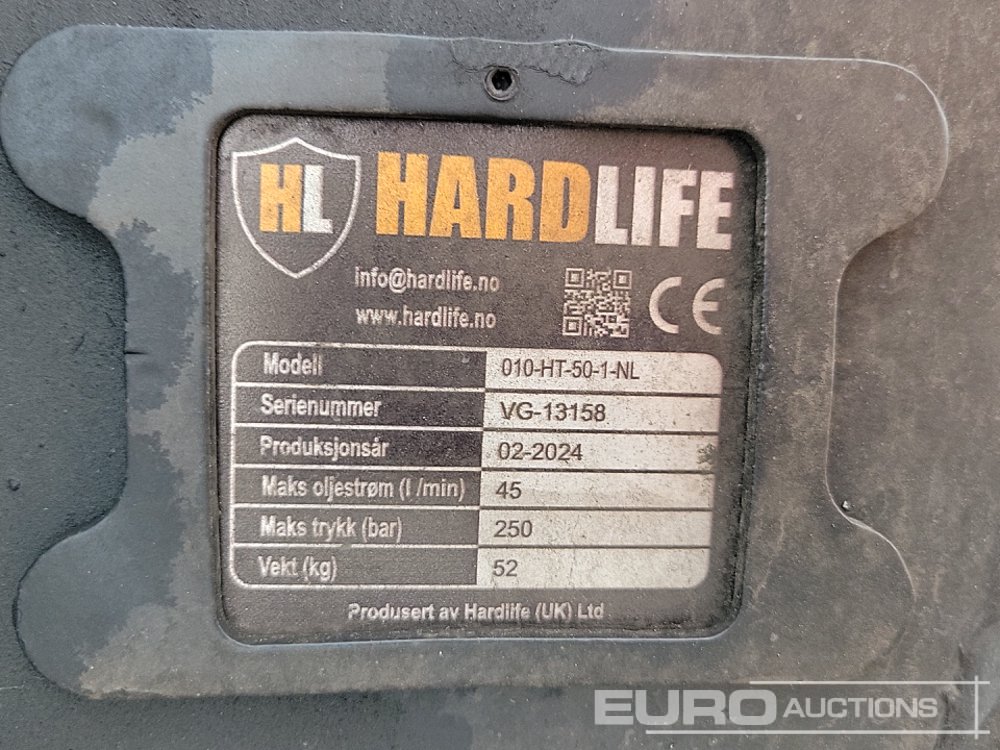 HL HARDLIFE
info@hardlife.no
www.hardlife.no
CE
Modell 010-HT-50-1-NL
Serienummer VG-13158
Produksjonsår 02-2024
Maks oljestrøm (l /min) 45
Maks trykk (bar) 250
Vekt (kg) 52
Produsert av Hardlife (UK) Ltd
EURO AUCTIONS